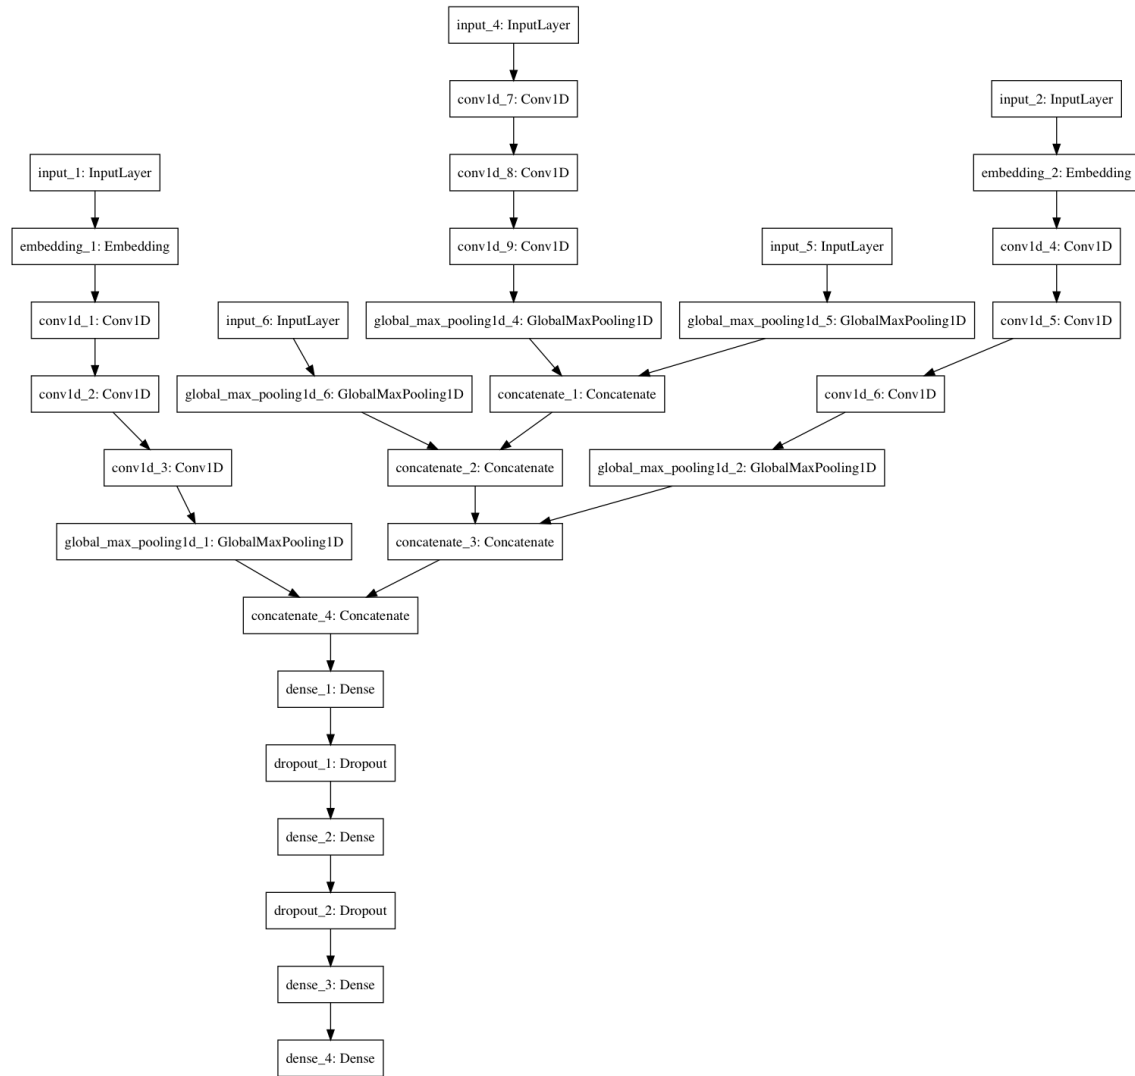 input_4: InputLayer
conv1d_7: Conv1D
input_2: InputLayer
input_1: InputLayer
conv1d_8: Conv1D
embedding_2: Embedding
embedding_1: Embedding
conv1d_9: Conv1D
input_5: InputLayer
conv1d_4: Conv1D
conv1d_1: Conv1D
input_6: InputLayer
global_max_pooling1d_4: GlobalMaxPooling1D
global_max_pooling1d_5: GlobalMaxPooling1D
conv1d_5: Conv1D
conv1d_2: Conv1D
global_max_pooling1d_6: GlobalMaxPooling1D
concatenate_1: Concatenate
conv1d_6: Conv1D
conv1d_3: Conv1D
concatenate_2: Concatenate
global_max_pooling1d_2: GlobalMaxPooling1D
global_max_pooling1d_1: GlobalMaxPooling1D
concatenate_3: Concatenate
concatenate_4: Concatenate
dense_1: Dense
dropout_1: Dropout
dense_2: Dense
dropout_2: Dropout
dense_3: Dense
dense_4: Dense